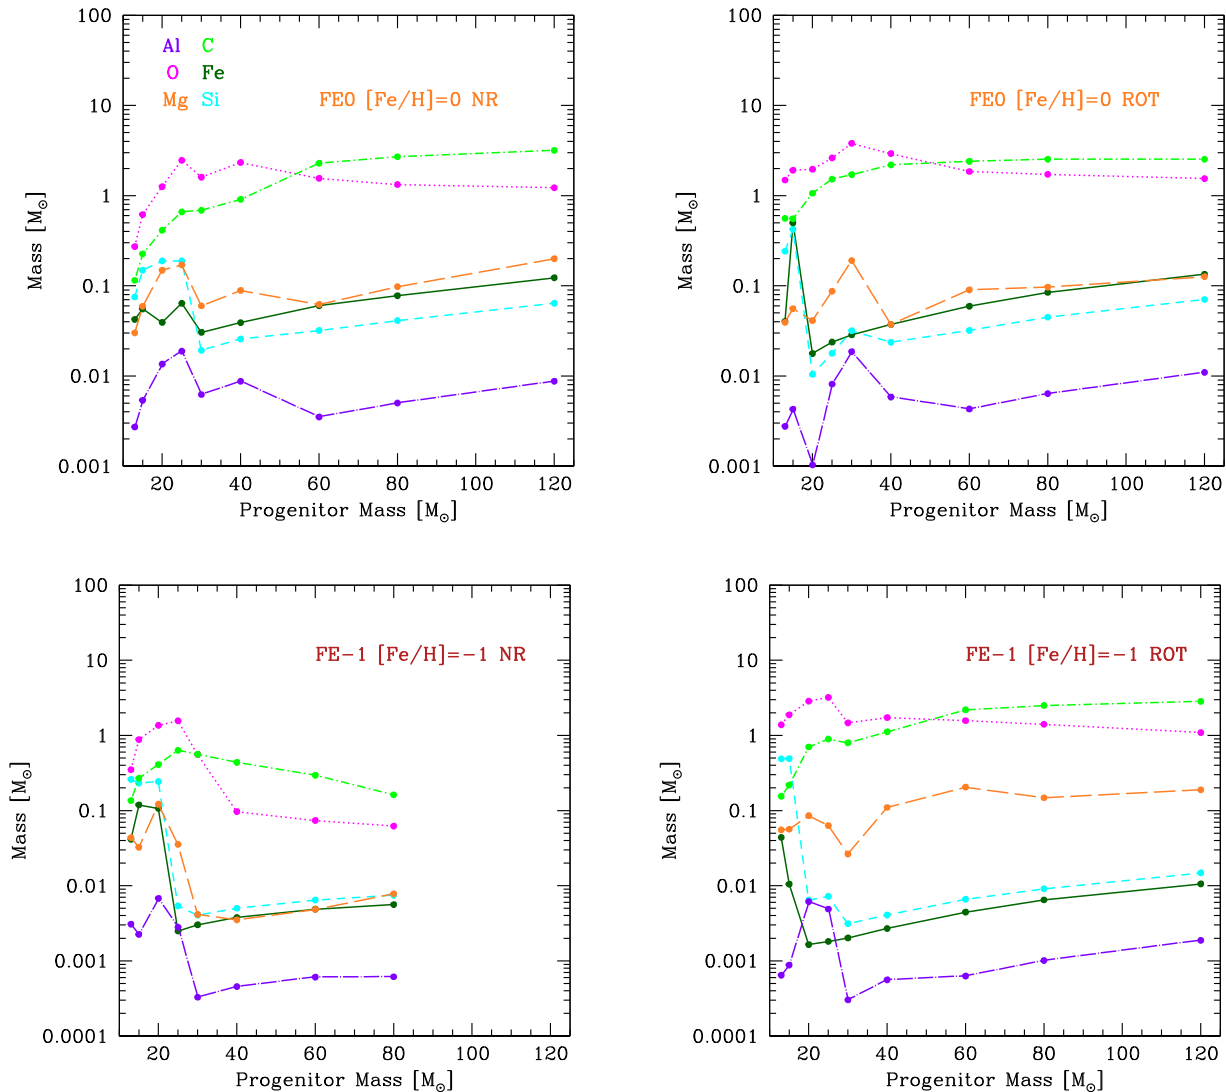 100
10
1
0.1
0.01
0.001
Mass [M⊙]
Al C
O Fe
Mg Si
FE0 [Fe/H]=0 NR
20 40 60 80 100 120
Progenitor Mass [M⊙]
100
10
1
0.1
0.01
0.001
Mass [M⊙]
FE0 [Fe/H]=0 ROT
20 40 60 80 100 120
Progenitor Mass [M⊙]
100
10
1
0.1
0.01
0.001
0.0001
Mass [M⊙]
FE−1 [Fe/H]=−1 NR
20 40 60 80 100 120
Progenitor Mass [M⊙]
100
10
1
0.1
0.01
0.001
0.0001
Mass [M⊙]
FE−1 [Fe/H]=−1 ROT
20 40 60 80 100 120
Progenitor Mass [M⊙]